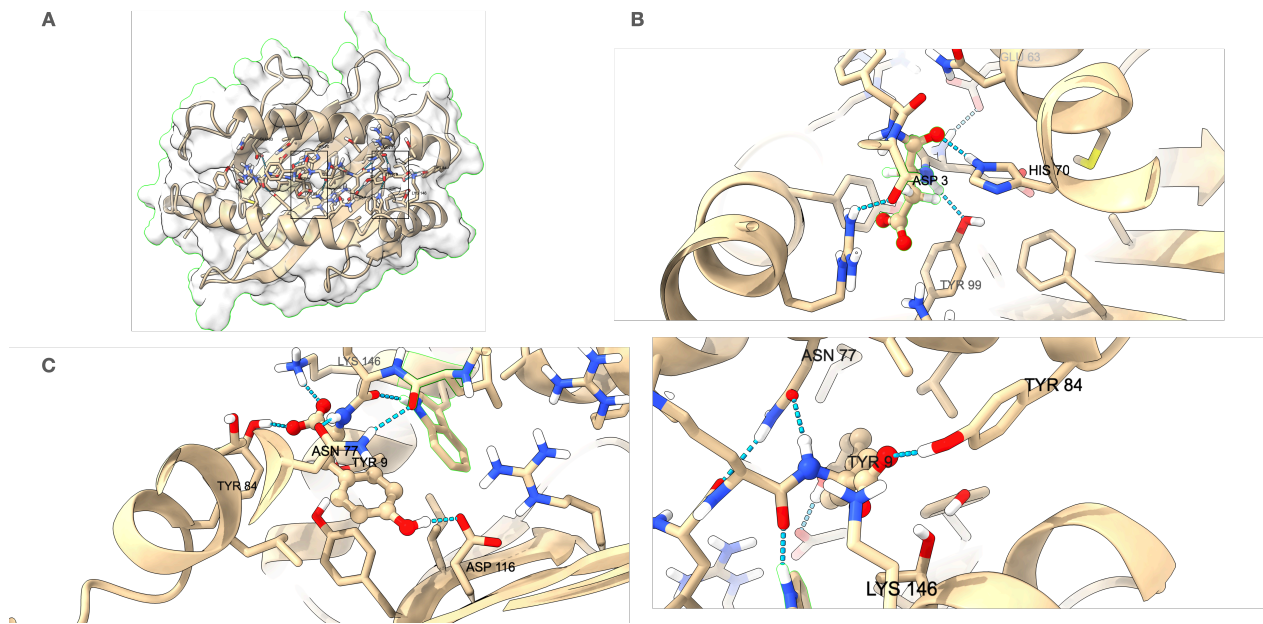 A
B
GLU 63
HIS 70
ASP 3
TYR 99
C
LYS 146
ASN 77
TYR 9
TYR 84
ASP 116
ASN 77
TYR 84
TYR 9
LYS 146